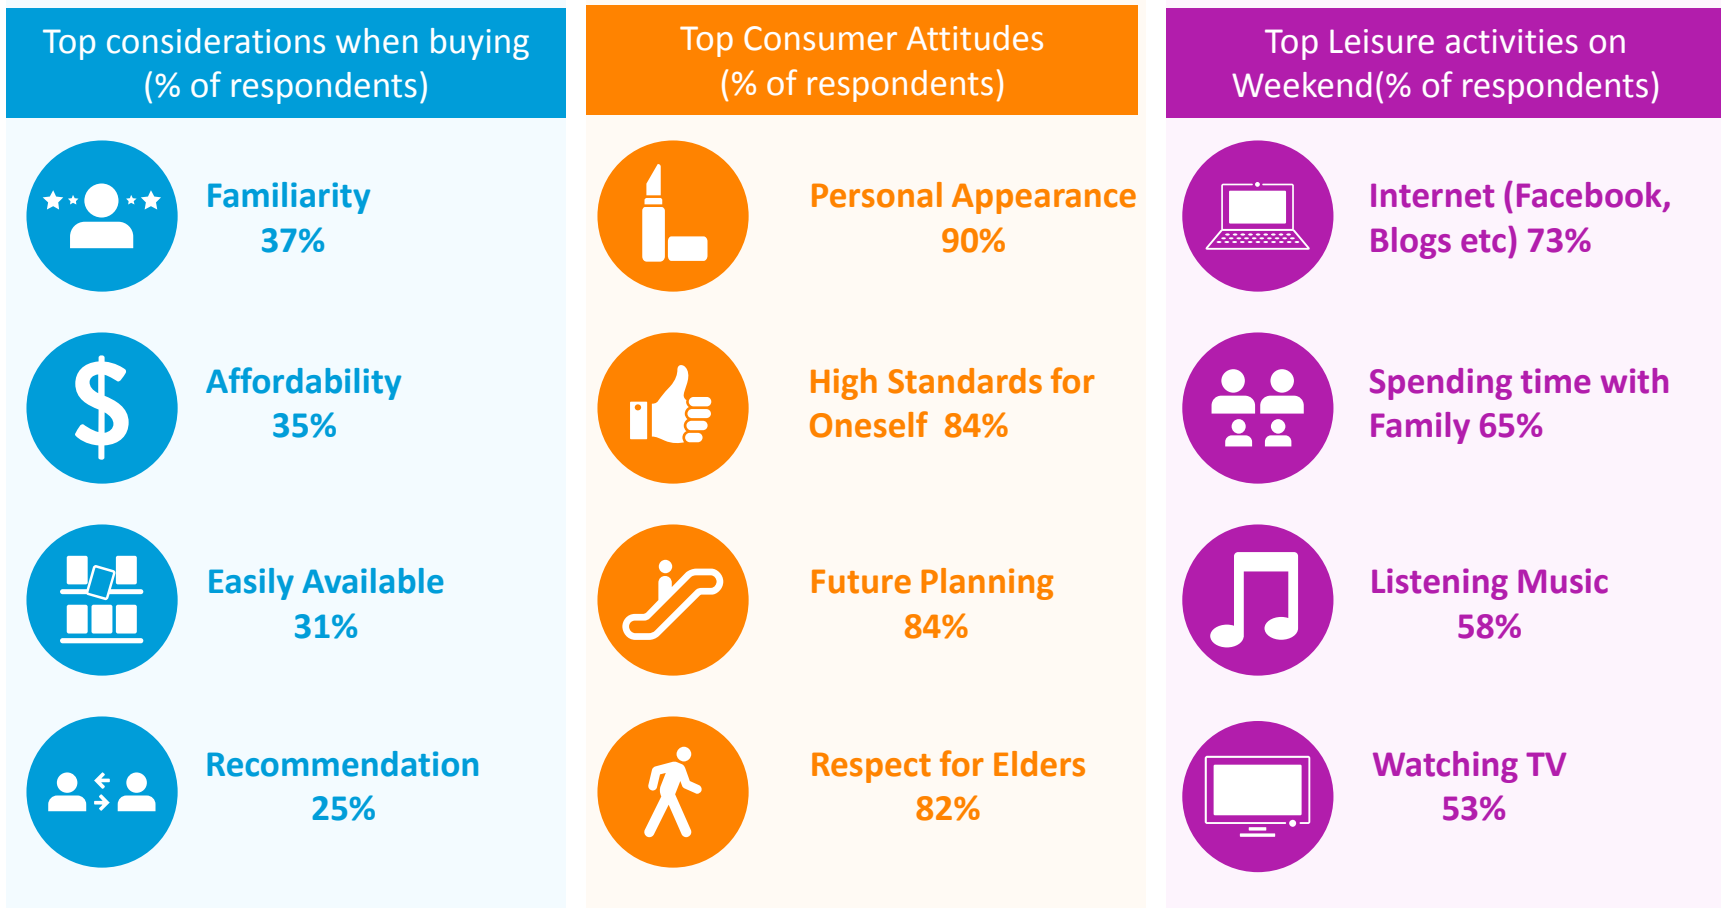 Top considerations when buying
(% of respondents)
Familiarity
37%
Affordability
35%
Easily Available
31%
Recommendation
25%
Top Consumer Attitudes
(% of respondents)
Personal Appearance
90%
High Standards for
Oneself  84%
Future Planning
84%
Respect for Elders
82%
Top Leisure activities on
Weekend(% of respondents)
Internet (Facebook,
Blogs etc) 73%
Spending time with
Family 65%
Listening Music
58%
Watching TV
53%